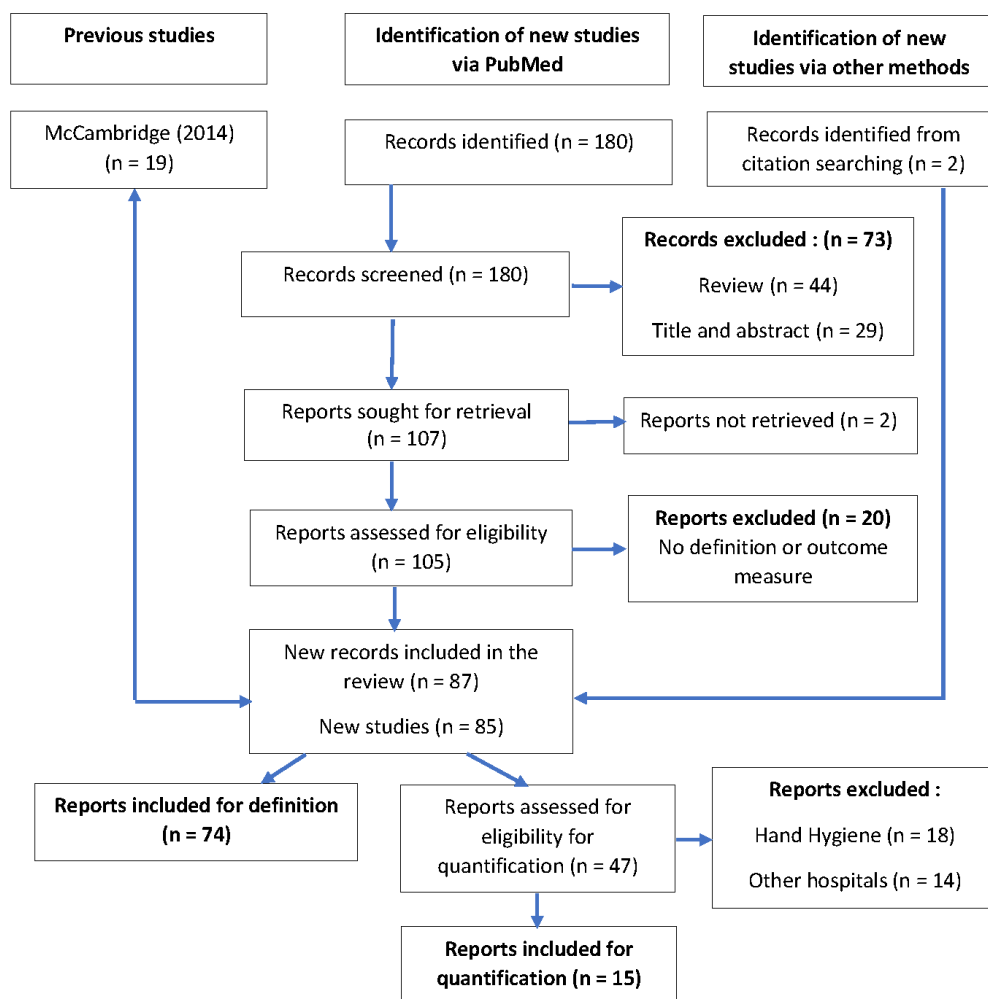 Previous studies
Identification of new studies
via PubMed
Identification of new
studies via other methods
McCambridge (2014)
(n = 19)
Records identified (n = 180)
Records identified from
citation searching (n = 2)
Records screened (n = 180)
Records excluded : (n = 73)
Review (n = 44)
Title and abstract (n = 29)
Reports sought for retrieval
(n = 107)
Reports not retrieved (n = 2)
Reports assessed for eligibility
(n = 105)
Reports excluded (n = 20)
No definition or outcome
measure
New records included in the
review (n = 87)
New studies (n = 85)
Reports included for definition
(n = 74)
Reports assessed for
eligibility for
quantification (n = 47)
Reports excluded :
Hand Hygiene (n = 18)
Other hospitals (n = 14)
Reports included for
quantification (n = 15)